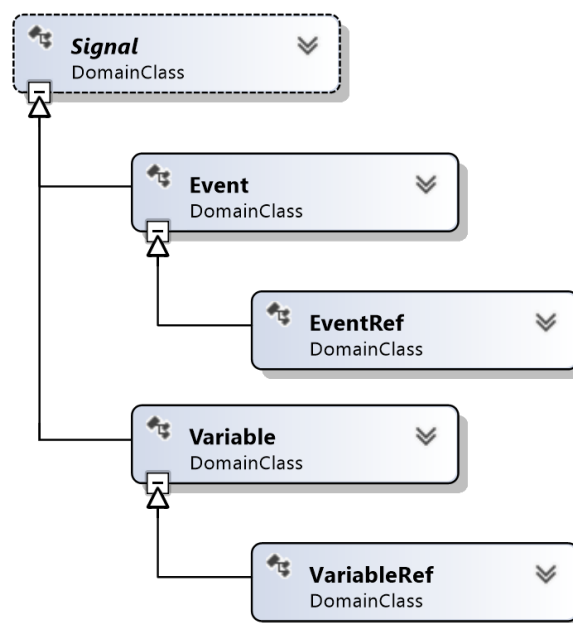 Signal
DomainClass
Event
DomainClass
EventRef
DomainClass
Variable
DomainClass
VariableRef
DomainClass